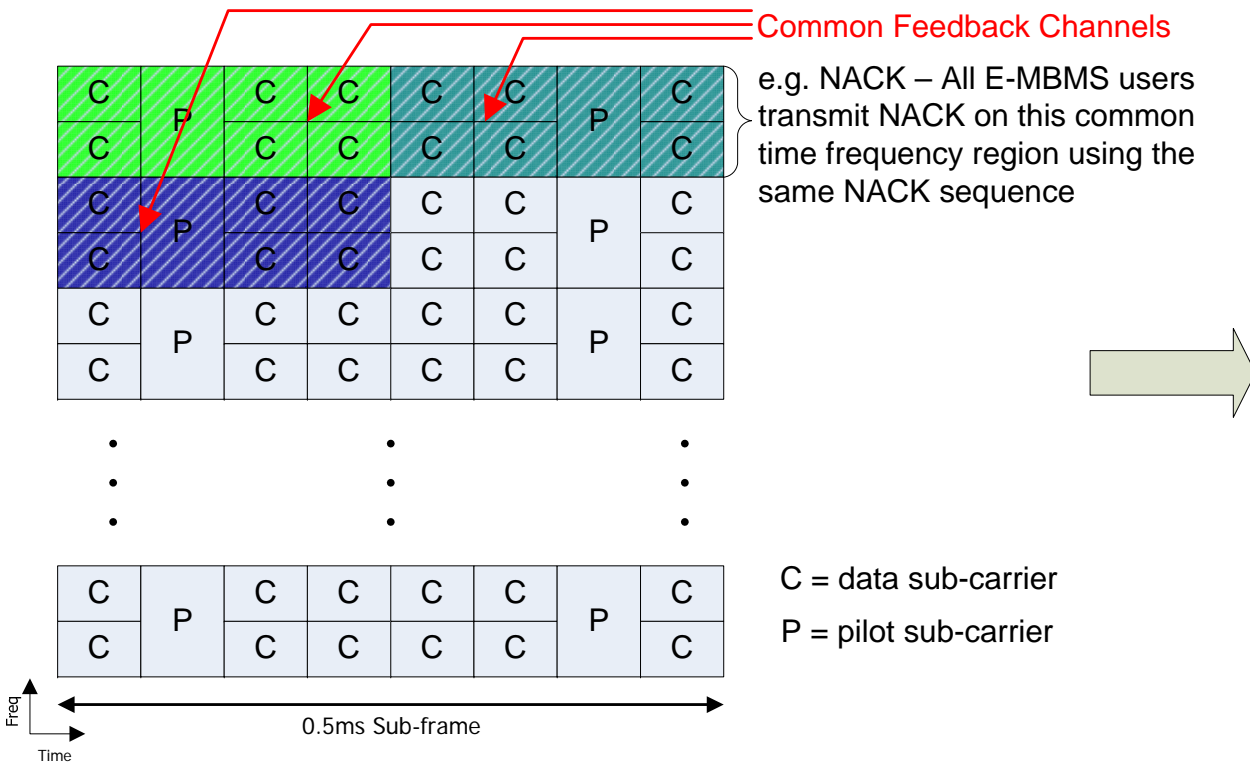 Common Feedback Channels
e.g. NACK – All E-MBMS users
transmit NACK on this common
time frequency region using the
same NACK sequence
C P C C C C P C
C C C C C C
C P C C C C P C
C C C C C C
C P C C C C P C
C C C C C C
C P C C C C P C
C C C C C C
C = data sub-carrier
P = pilot sub-carrier
Freq
Time
0.5ms Sub-frame